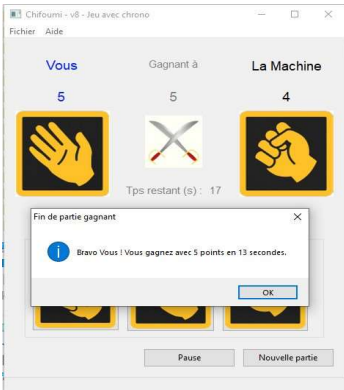 Chifoumi - v8 - Jeu avec chrono
Fichier Aide
Vous Gagnant à La Machine
5 5 4
Tps restant (s) : 17
Fin de partie gagnant
Bravo Vous ! Vous gagnez avec 5 points en 13 secondes.
OK
Pause Nouvelle partie